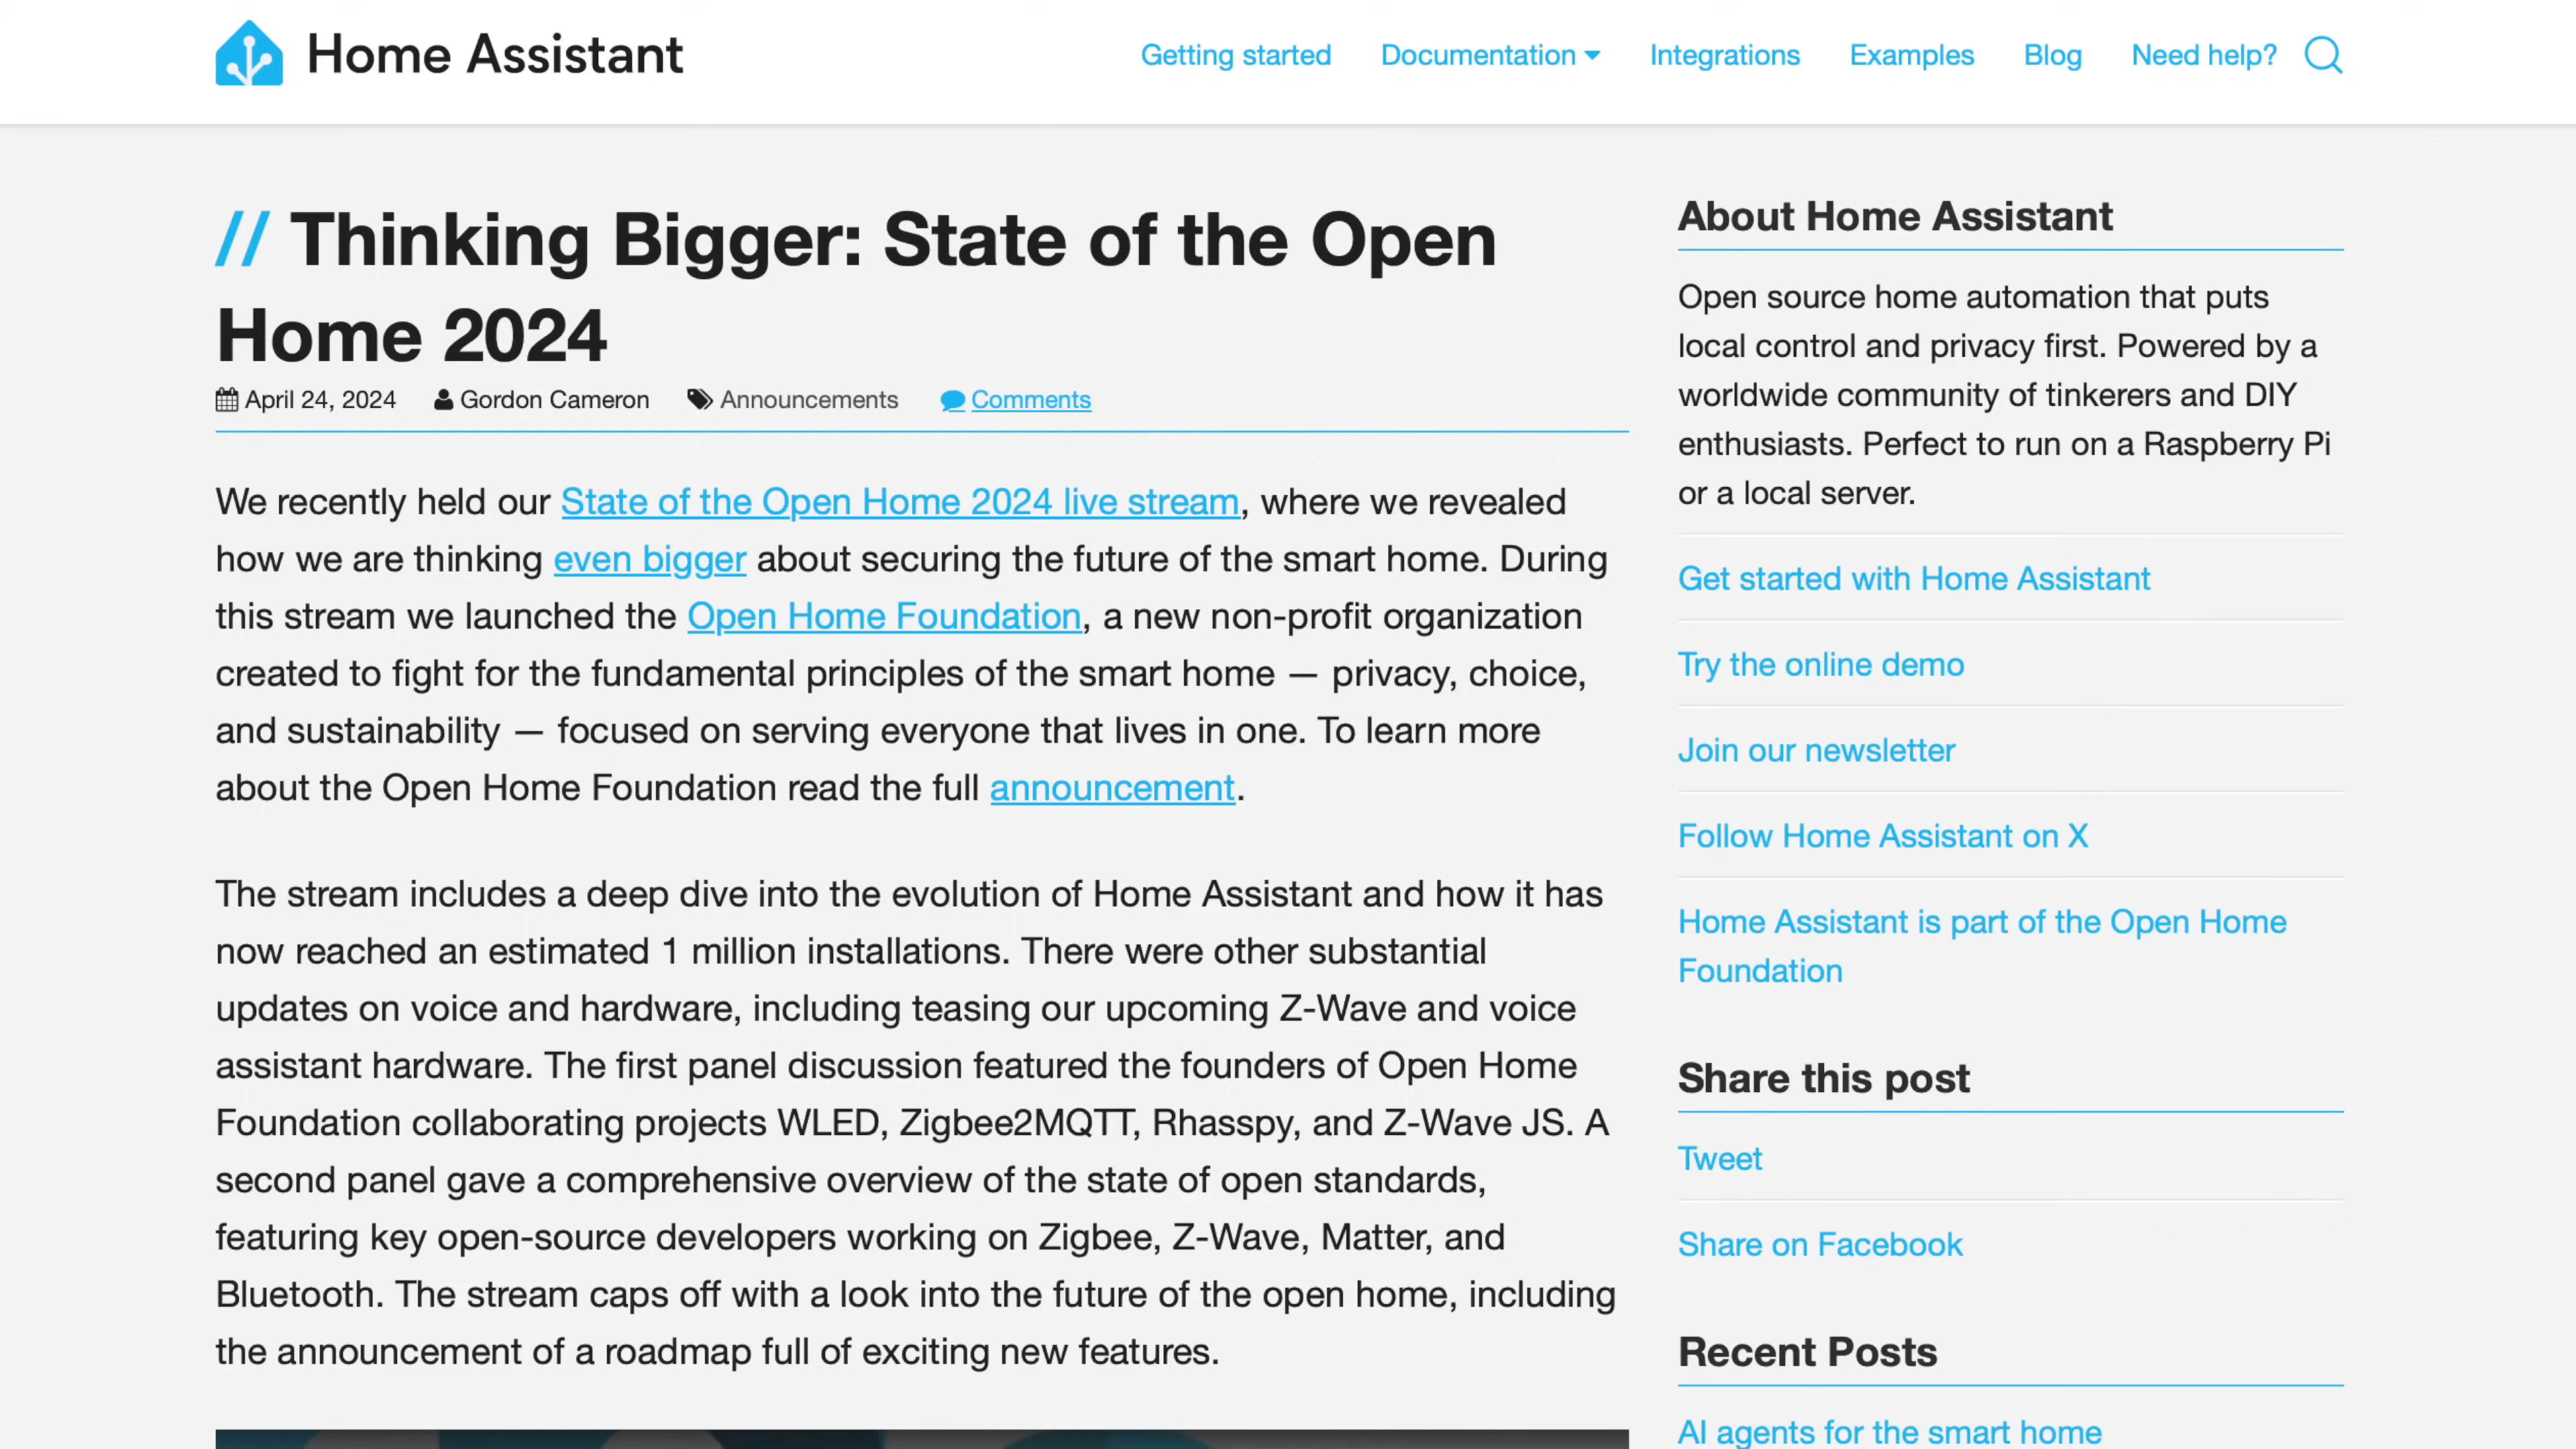 Home Assistant
Getting started Documentation Integrations Examples Blog Need help?
// Thinking Bigger: State of the Open
Home 2024
April 24, 2024 Gordon Cameron Announcements Comments
We recently held our State of the Open Home 2024 live stream, where we revealed
how we are thinking even bigger about securing the future of the smart home. During
this stream we launched the Open Home Foundation, a new non-profit organization
created to fight for the fundamental principles of the smart home — privacy, choice,
and sustainability — focused on serving everyone that lives in one. To learn more
about the Open Home Foundation read the full announcement.
The stream includes a deep dive into the evolution of Home Assistant and how it has
now reached an estimated 1 million installations. There were other substantial
updates on voice and hardware, including teasing our upcoming Z-Wave and voice
assistant hardware. The first panel discussion featured the founders of Open Home
Foundation collaborating projects WLED, Zigbee2MQTT, Rhasspy, and Z-Wave JS. A
second panel gave a comprehensive overview of the state of open standards,
featuring key open-source developers working on Zigbee, Z-Wave, Matter, and
Bluetooth. The stream caps off with a look into the future of the open home, including
the announcement of a roadmap full of exciting new features.
About Home Assistant
Open source home automation that puts
local control and privacy first. Powered by a
worldwide community of tinkerers and DIY
enthusiasts. Perfect to run on a Raspberry Pi
or a local server.
Get started with Home Assistant
Try the online demo
Join our newsletter
Follow Home Assistant on X
Home Assistant is part of the Open Home
Foundation
Share this post
Tweet
Share on Facebook
Recent Posts
AI agents for the smart home